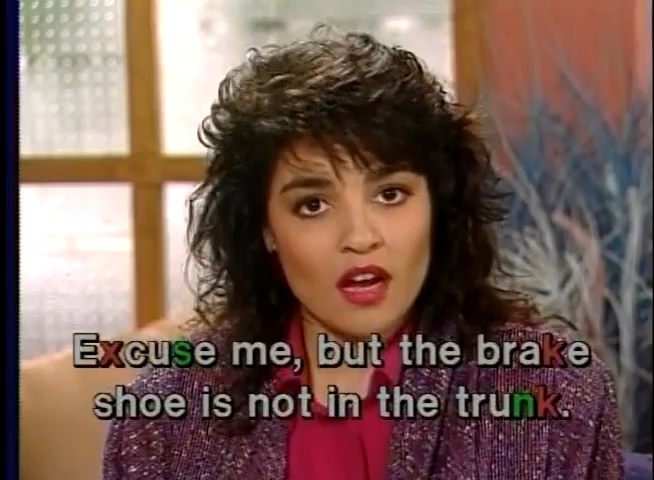 Excuse me, but the brake
shoe is not in the trunk.